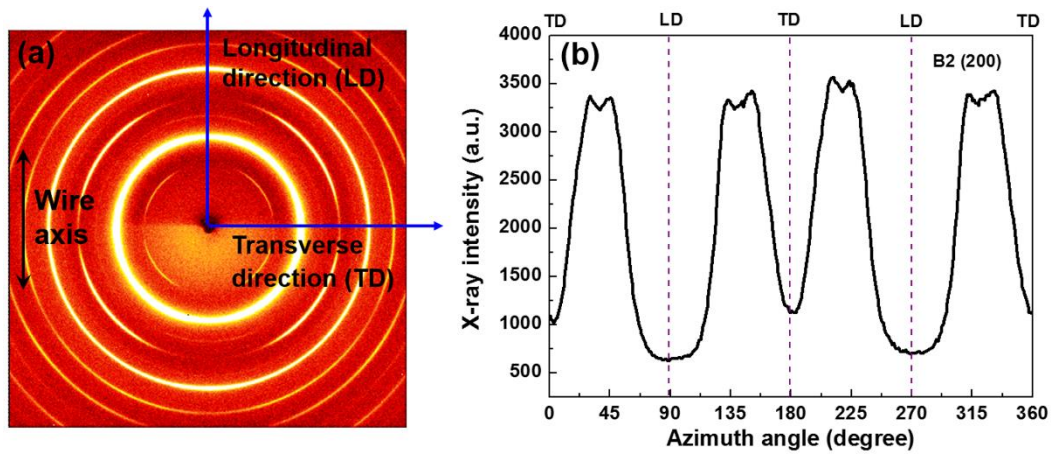 (a)
Longitudinal
direction (LD)
Wire
axis
Transverse
direction (TD)
TD LD TD LD TD
(b)
B2 (200)
X-ray intensity (a.u.)
4000
3500
3000
2500
2000
1500
1000
500
0 45 90 135 180 225 270 315 360
Azimuth angle (degree)